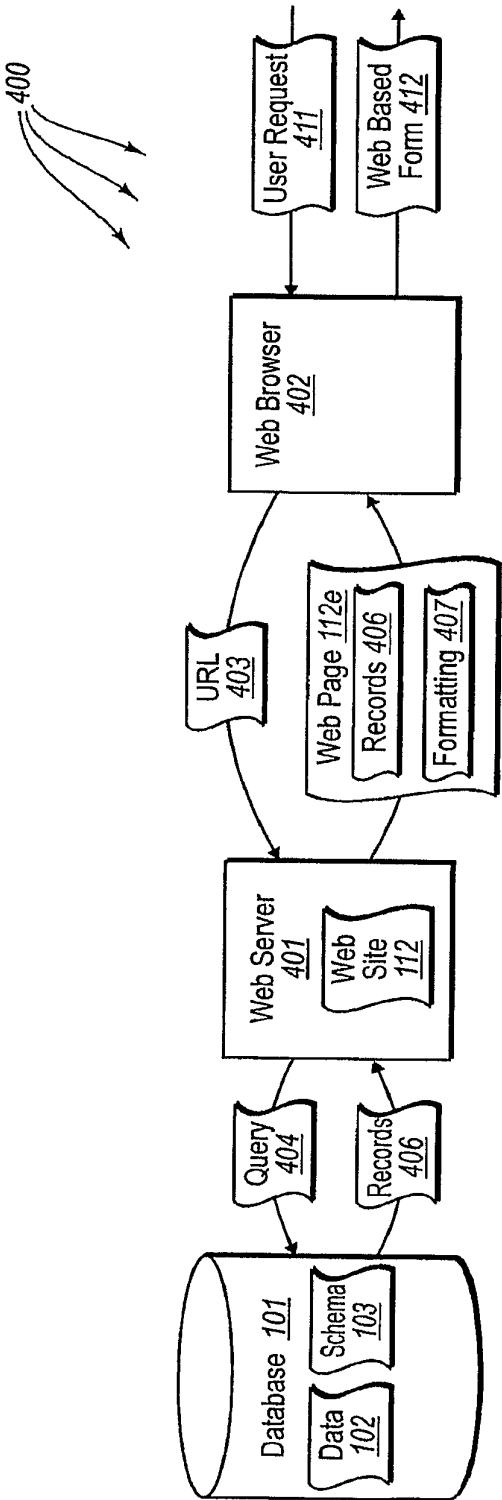 400
User Request
411
Web Based
Form 412
Web Browser
402
URL
403
Web Page 112e
Records 406
Formatting 407
Web Server
401
Web
Site
112
Query
404
Records
406
Database 101
Schema
103
Data
102